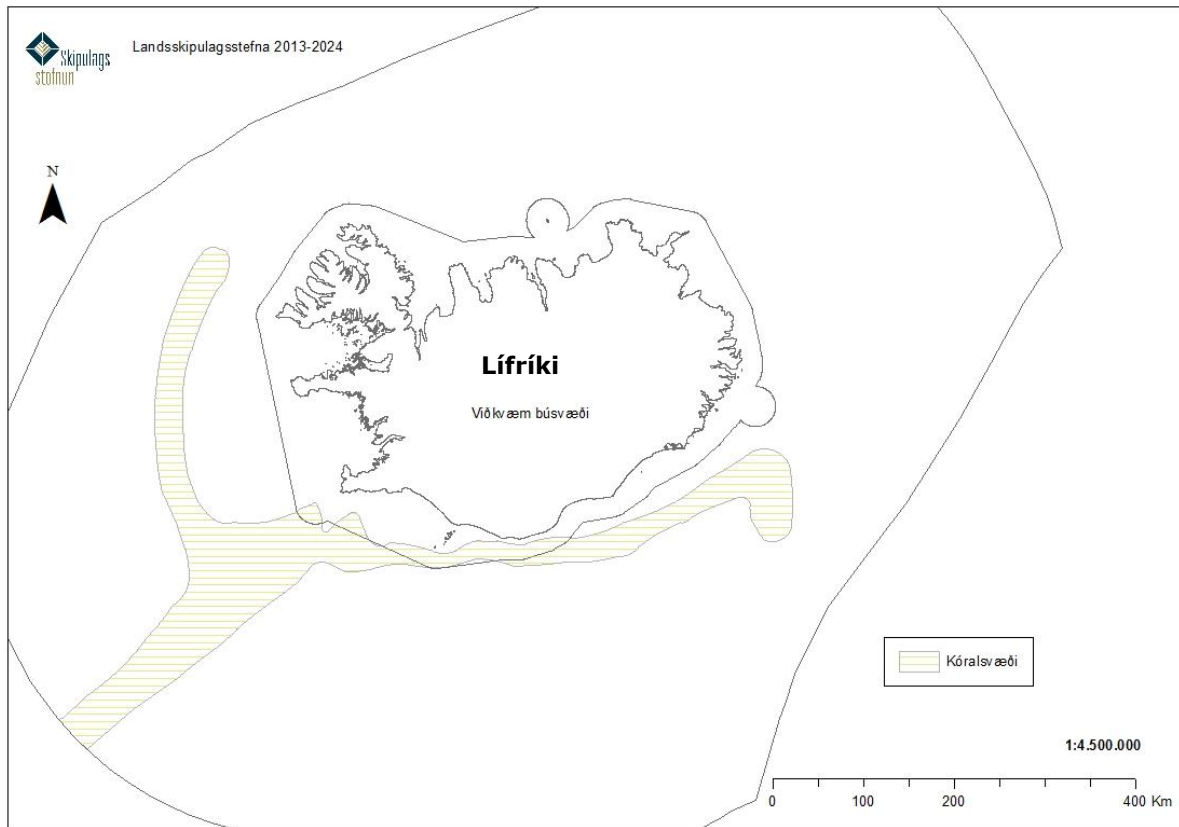 Skipulags
stofnun
Landsskipulagsstefna 2013-2024
N
Lífríki
Viðkvæm búsvæði
Kóralsvæði
1:4.500.000
0 100 200 400 Km